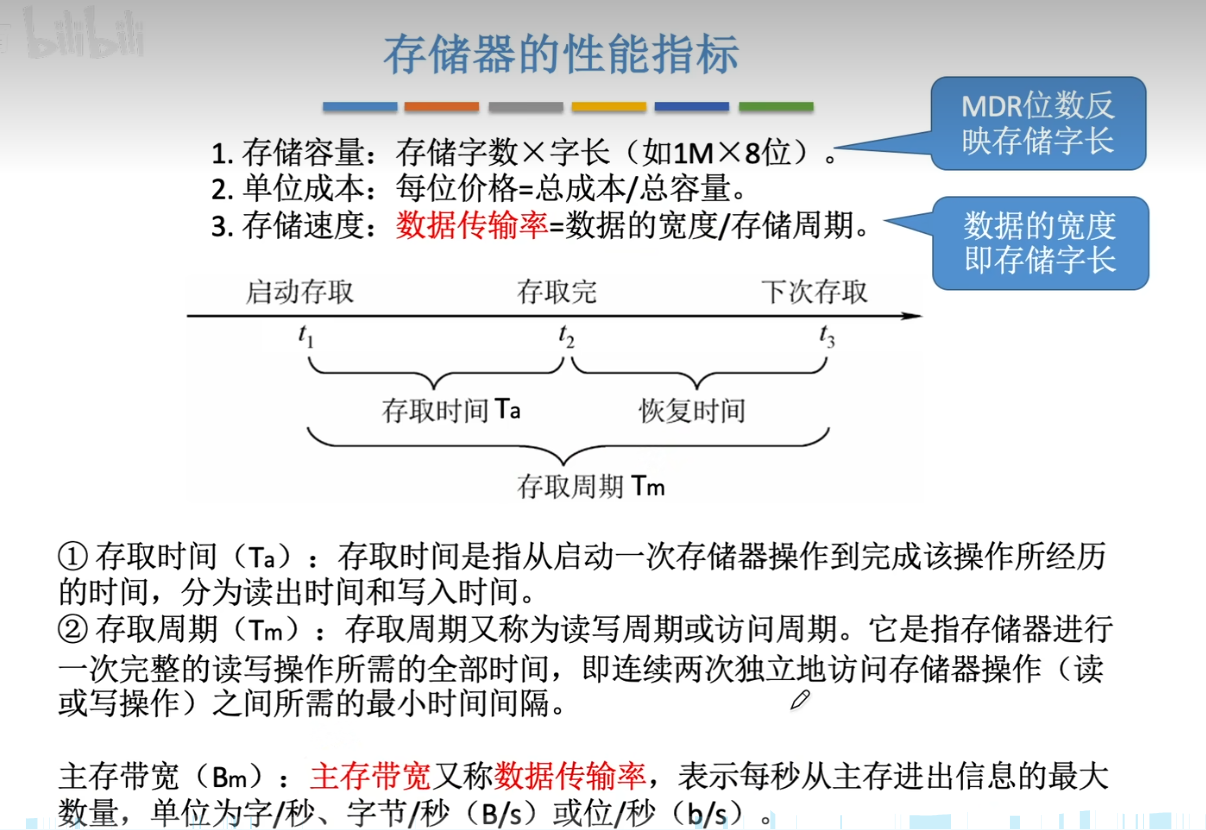 bilibili
存储器的性能指标
MDR位数反
映存储字长
1. 存储容量：存储字数×字长（如1M×8位）。
2. 单位成本：每位价格=总成本/总容量。
3. 存储速度：数据传输率=数据的宽度/存储周期。
数据的宽度
即存储字长
启动存取 存取完 下次存取
t1 t2 t3
存取时间 Ta 恢复时间
存取周期 Tm
① 存取时间（Ta）：存取时间是指从启动一次存储器操作到完成该操作所经历
的时间，分为读出时间和写入时间。
② 存取周期（Tm）：存取周期又称为读写周期或访问周期。它是指存储器进行
一次完整的读写操作所需的全部时间，即连续两次独立地访问存储器操作（读
或写操作）之间所需的最小时间间隔。
主存带宽（Bm）：主存带宽又称数据传输率，表示每秒从主存进出信息的最大
数量，单位为字/秒、字节/秒（B/s）或位/秒（b/s）。